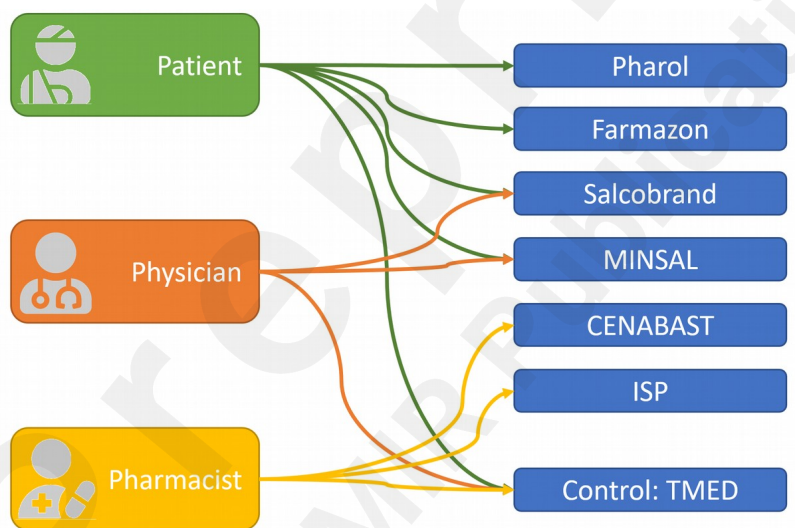 Patient
Physician
Pharmacist
Pharol
Farmazon
Salcobrand
MINSAL
CENABAST
ISP
Control: TMED